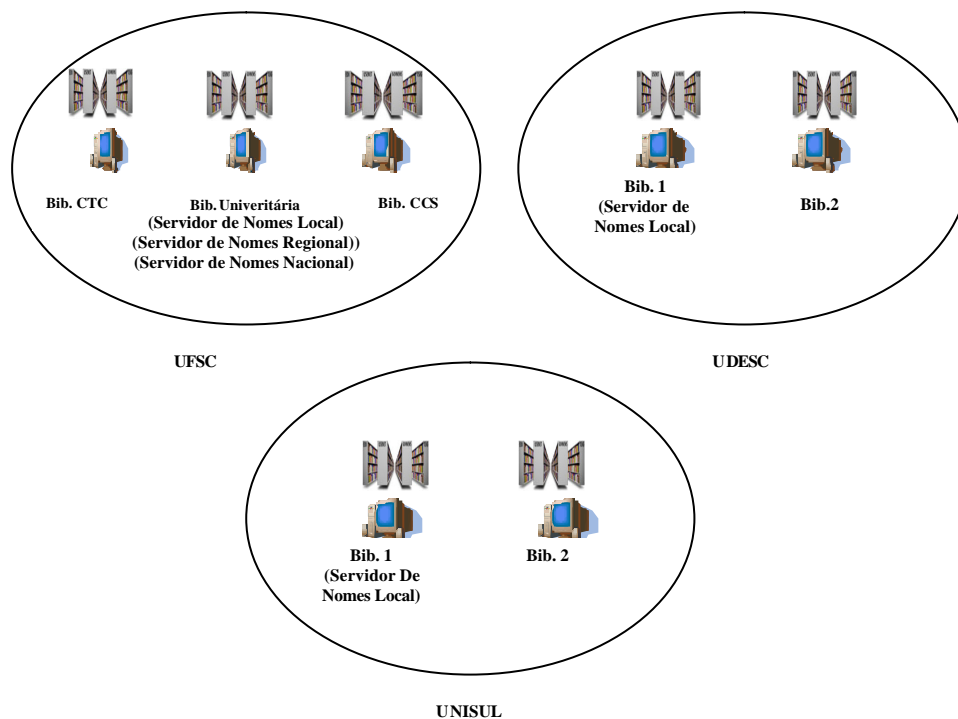 Bib. CTC
Bib. Univeritária
(Servidor de Nomes Local)
(Servidor de Nomes Regional))
(Servidor de Nomes Nacional)
Bib. CCS
UFSC
Bib. 1
(Servidor de
Nomes Local)
Bib.2
UDESC
Bib. 1
(Servidor De
Nomes Local)
Bib. 2
UNISUL